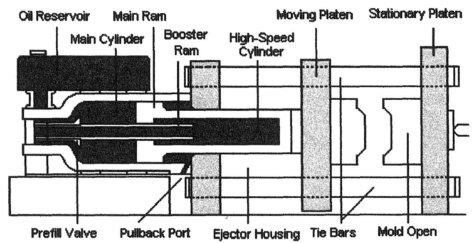 Oil Reservoir
Main Ram
Main Cylinder
Booster
Ram
High-Speed
Cylinder
Moving Platen
Stationary Platen
Prefill Valve
Pullback Port
Ejector Housing
Tie Bars
Mold Open